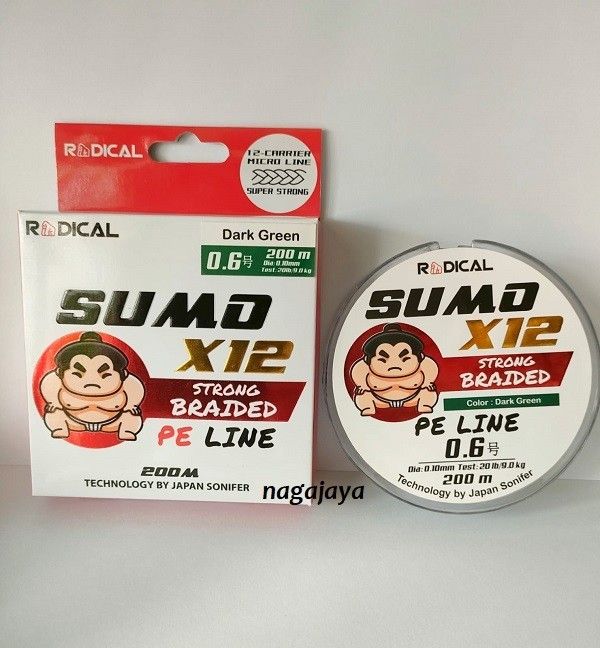 RADICAL
12-CARRIER
MICRO LINE
SUPER STRONG
RADICAL
Dark Green
0.6号
200 m
Dia: 0.10mm
Test: 20lb/9.0 kg
SUMO
X12
STRONG
BRAIDED
PE LINE
200M
TECHNOLOGY BY JAPAN SONIFER
RADICAL
SUMO
X12
STRONG
BRAIDED
Color : Dark Green
PE LINE
0.6号
Dia: 0.10mm Test: 20 lb/9.0 kg
200 m
Technology by Japan Sonifer
nagajaya